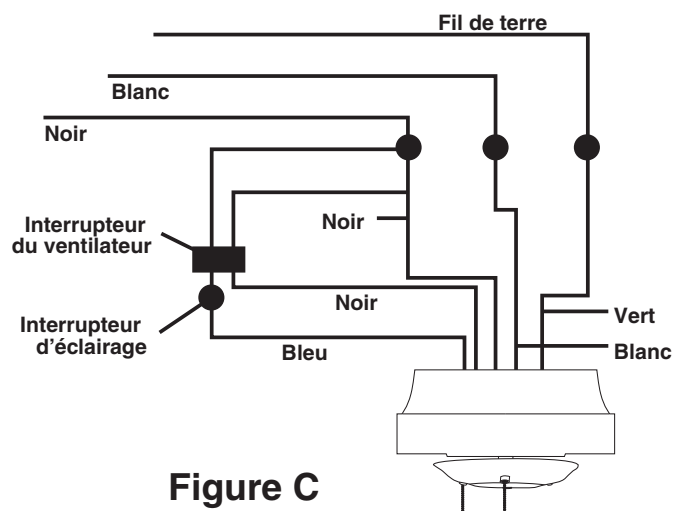 Fil de terre
Blanc
Noir
Noir
Interrupteur
du ventilateur
Noir
Interrupteur
d'éclairage
Bleu
Vert
Blanc
Figure C